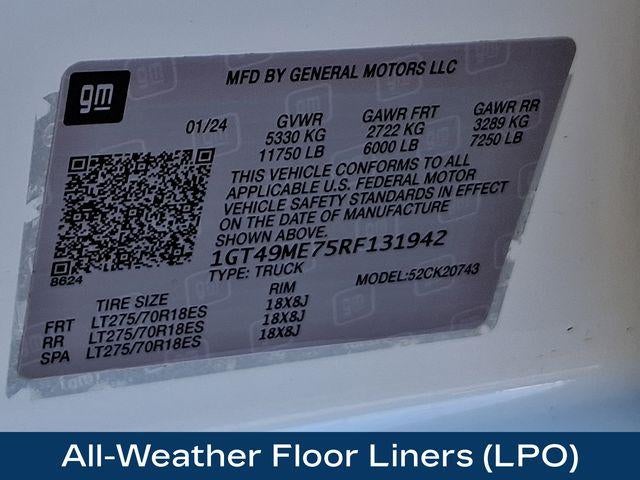 gm
MFD BY GENERAL MOTORS LLC
01/24
GVWR GAWR FRT GAWR RR
5330 KG 2722 KG 3289 KG
11750 LB 6000 LB 7250 LB
THIS VEHICLE CONFORMS TO ALL
APPLICABLE U.S. FEDERAL MOTOR
VEHICLE SAFETY STANDARDS IN EFFECT
ON THE DATE OF MANUFACTURE
SHOWN ABOVE.
8624
1GT49ME75RF131942
TYPE: TRUCK MODEL:52CK20743
TIRE SIZE RIM
FRT LT275/70R18ES 18X8J
RR LT275/70R18ES 18X8J
SPA LT275/70R18ES 18X8J
All-Weather Floor Liners (LPO)